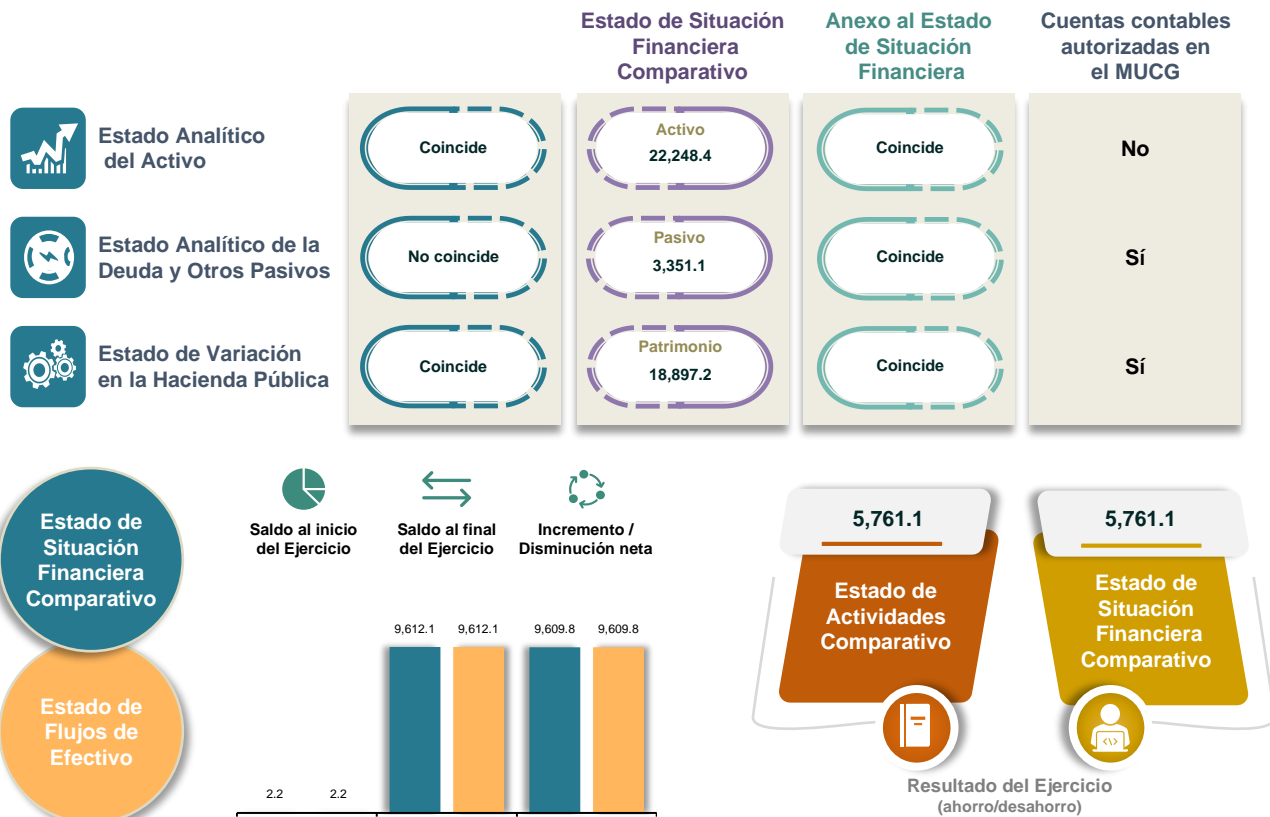 Estado de Situación
Financiera
Comparativo
Anexo al Estado
de Situación
Financiera
Cuentas contables
autorizadas en
el MUCG
Estado Analítico
del Activo
Coincide
Activo
22,248.4
Coincide
No
Estado Analítico de la
Deuda y Otros Pasivos
No coincide
Pasivo
3,351.1
Coincide
Sí
Estado de Variación
en la Hacienda Pública
Coincide
Patrimonio
18,897.2
Coincide
Sí
Estado de
Situación
Financiera
Comparativo
Estado de
Flujos de
Efectivo
Saldo al inicio
del Ejercicio
Saldo al final
del Ejercicio
Incremento /
Disminución neta
2.2 2.2
9,612.1 9,612.1
9,609.8 9,609.8
5,761.1
Estado de
Actividades
Comparativo
5,761.1
Estado de
Situación
Financiera
Comparativo
Resultado del Ejercicio
(ahorro/desahorro)